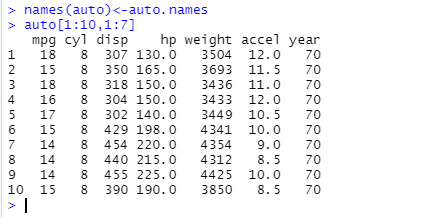 > names(auto)<-auto.names
> auto[1:10,1:7]
   mpg cyl disp    hp weight accel year
1   18   8  307 130.0   3504  12.0   70
2   15   8  350 165.0   3693  11.5   70
3   18   8  318 150.0   3436  11.0   70
4   16   8  304 150.0   3433  12.0   70
5   17   8  302 140.0   3449  10.5   70
6   15   8  429 198.0   4341  10.0   70
7   14   8  454 220.0   4354   9.0   70
8   14   8  440 215.0   4312   8.5   70
9   14   8  455 225.0   4425  10.0   70
10  15   8  390 190.0   3850   8.5   70
>